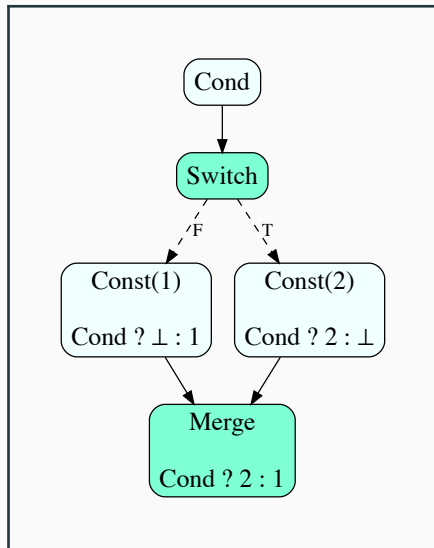 Cond
Switch
F
T
Const(1)
Cond ? ⊥ : 1
Const(2)
Cond ? 2 : ⊥
Merge
Cond ? 2 : 1